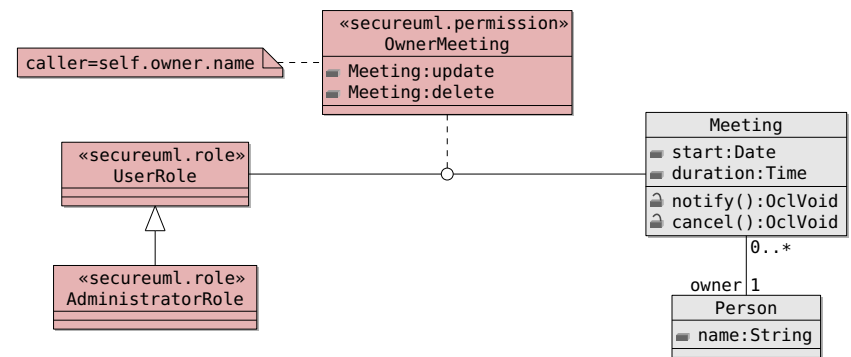 «secureuml.permission»
OwnerMeeting
caller=self.owner.name
Meeting:update
Meeting:delete
Meeting
start:Date
duration:Time
notify():OclVoid
cancel():OclVoid
«secureuml.role»
UserRole
0..*
owner 1
«secureuml.role»
AdministratorRole
Person
name:String